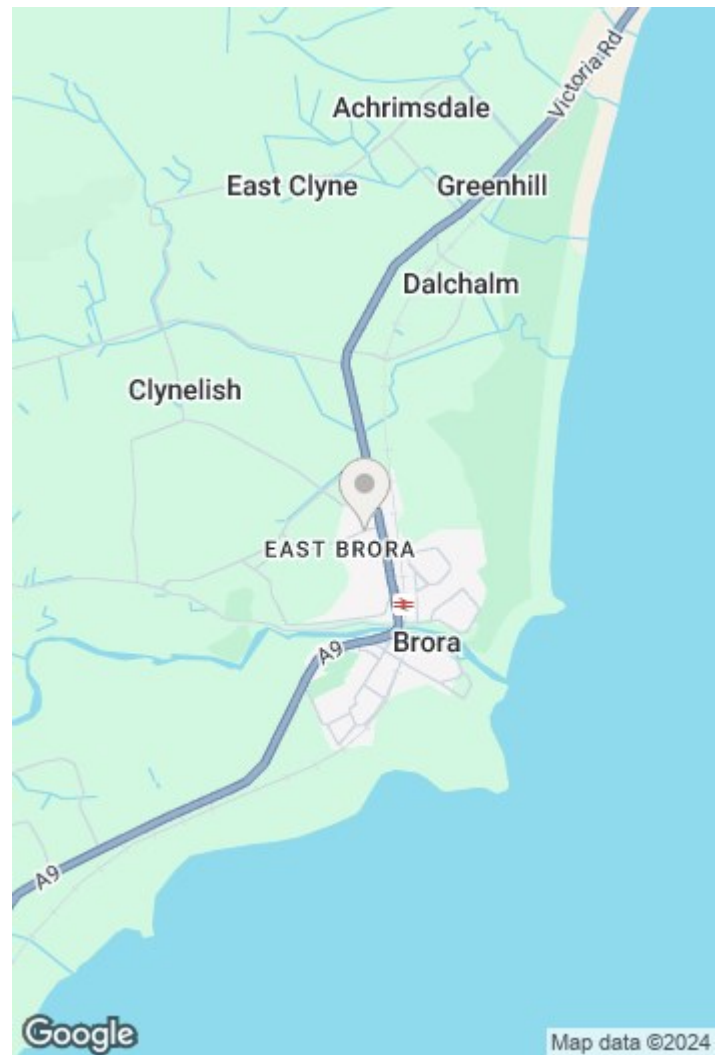 Victoria Rd
Achrimsdale
East Clyne
Greenhill
Dalchalm
Clynelish
EAST BRORA
Brora
A9
A9
Google
Map data ©2024